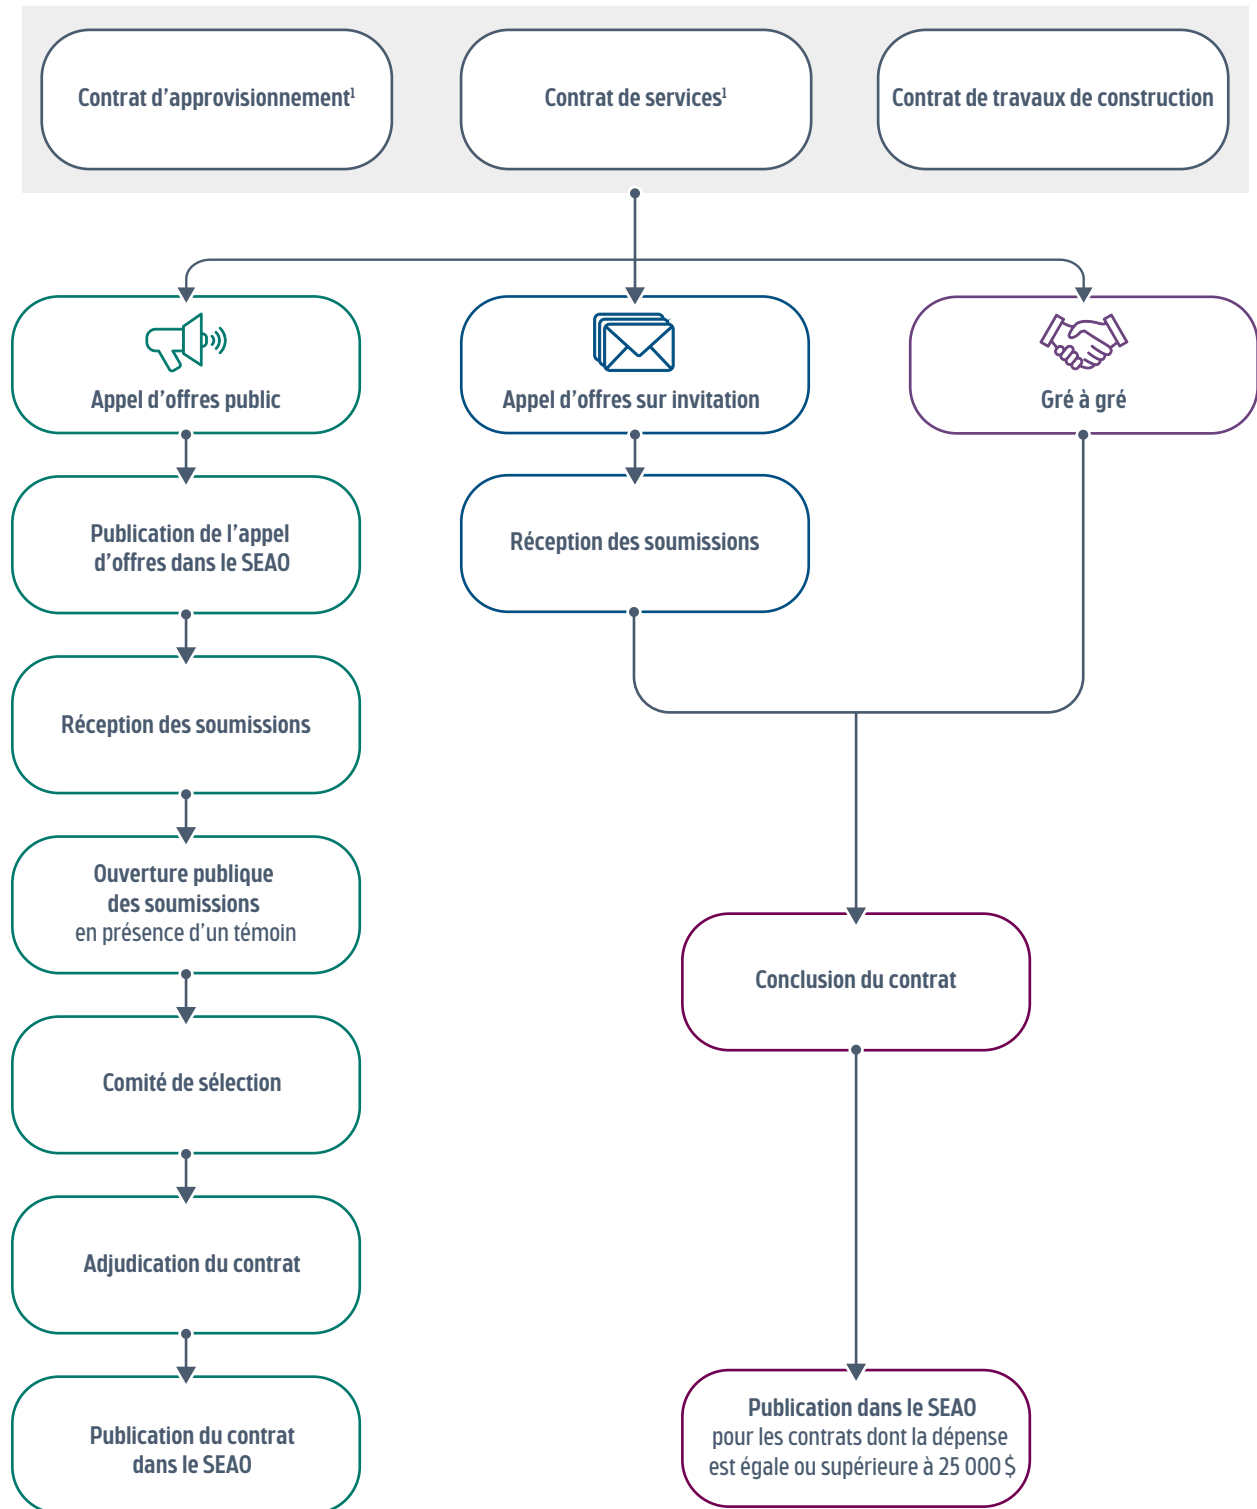 Contrat d'approvisionnement¹
Contrat de services¹
Contrat de travaux de construction
Appel d'offres public
Appel d'offres sur invitation
Gré à gré
Publication de l'appel
d'offres dans le SEAO
Réception des soumissions
Réception des soumissions
Ouverture publique
des soumissions
en présence d'un témoin
Conclusion du contrat
Comité de sélection
Adjudication du contrat
Publication du contrat
dans le SEAO
Publication dans le SEAO
pour les contrats dont la dépense
est égale ou supérieure à 25 000 $